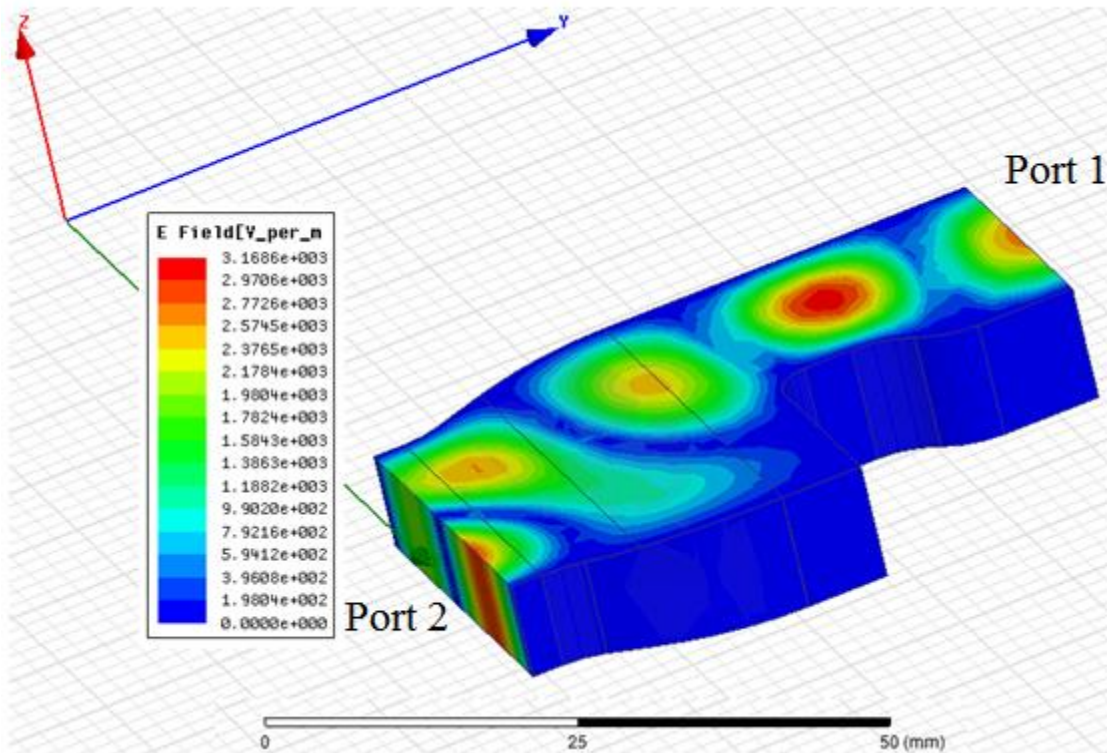 Z
Y
Port 1
E Field[V_per_m
3.1686e+003
2.9706e+003
2.7726e+003
2.5745e+003
2.3765e+003
2.1784e+003
1.9804e+003
1.7824e+003
1.5843e+003
1.3863e+003
1.1882e+003
9.9020e+002
7.9216e+002
5.9412e+002
3.9608e+002
1.9804e+002
0.0000e+000
Port 2
0 25 50 (mm)